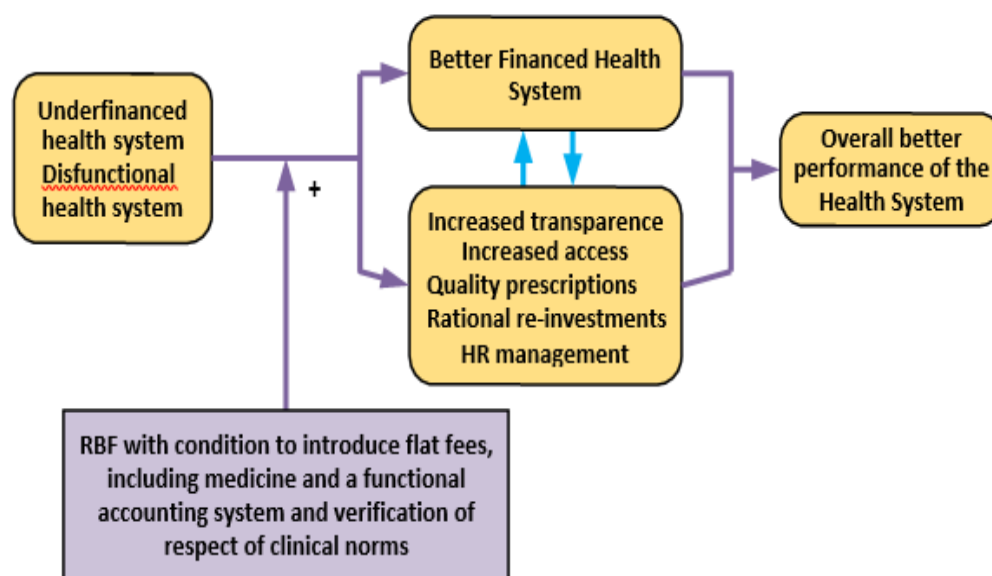 Underfinanced
health system
Disfunctional
health system
+
Better Financed Health
System
Increased transparence
Increased access
Quality prescriptions
Rational re-investments
HR management
Overall better
performance of the
Health System
RBF with condition to introduce flat fees,
including medicine and a functional
accounting system and verification of
respect of clinical norms